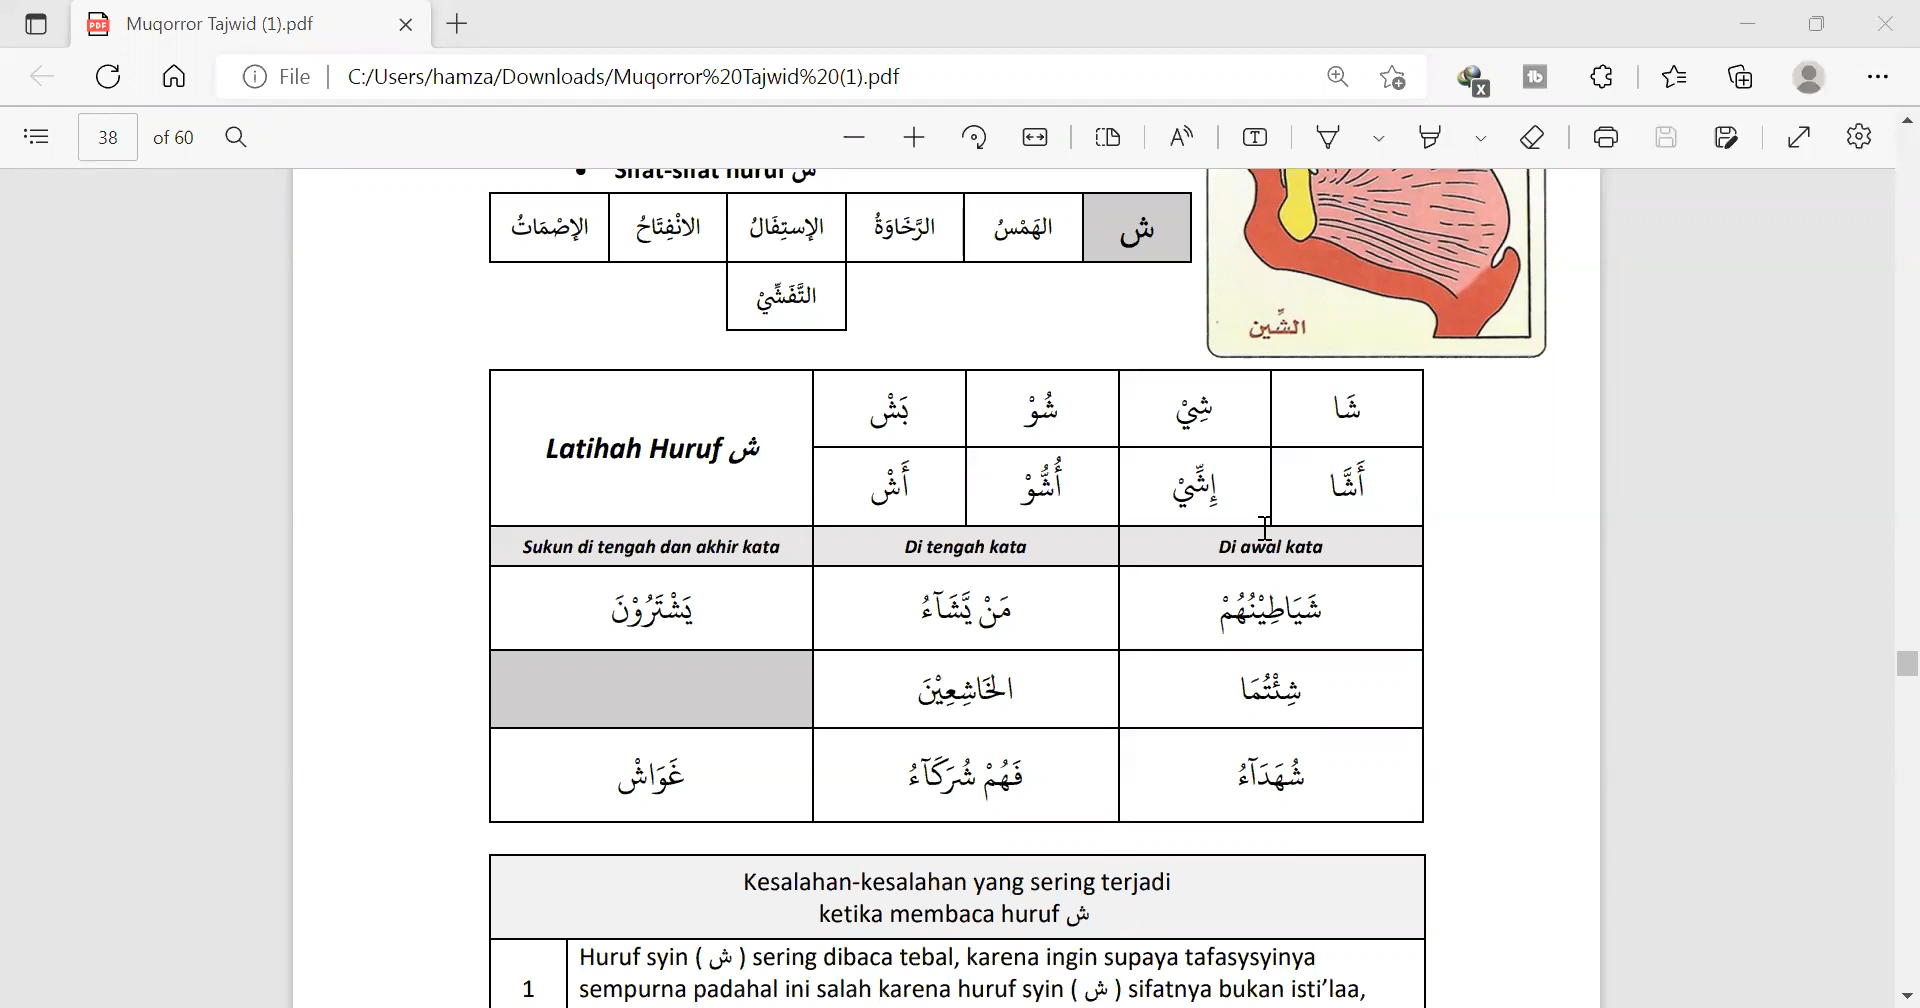 Muqorror Tajwid (1).pdf
File
C:/Users/hamza/Downloads/Muqorror%20Tajwid%20(1).pdf
38 of 60
Sifat-sifat huruf ش
ش الهَمْسُ الرَّخَاوَةُ الإستِفَالُ الانْفِتَاحُ الإصْمَاتُ
التَّفَشِّيْ
الشِّين
Latihah Huruf ش
شَا شِيْ شُوْ بَشْ
أَشَّا إِشِّيْ أُشُّوْ أَشْ
Sukun di tengah dan akhir kata Di tengah kata Di awal kata
شَيَاطِيْنُهُمْ مَنْ يَّشَآءُ يَشْتَرُوْنَ
شِئْتُمَا الخَاشِعِيْنَ
شُهَدَآءُ فَهُمْ شُرَكَآءُ غَوَاشْ
Kesalahan-kesalahan yang sering terjadi
ketika membaca huruf ش
1 Huruf syin ( ش ) sering dibaca tebal, karena ingin supaya tafasysyinya
sempurna padahal ini salah karena huruf syin ( ش ) sifatnya bukan isti'laa,